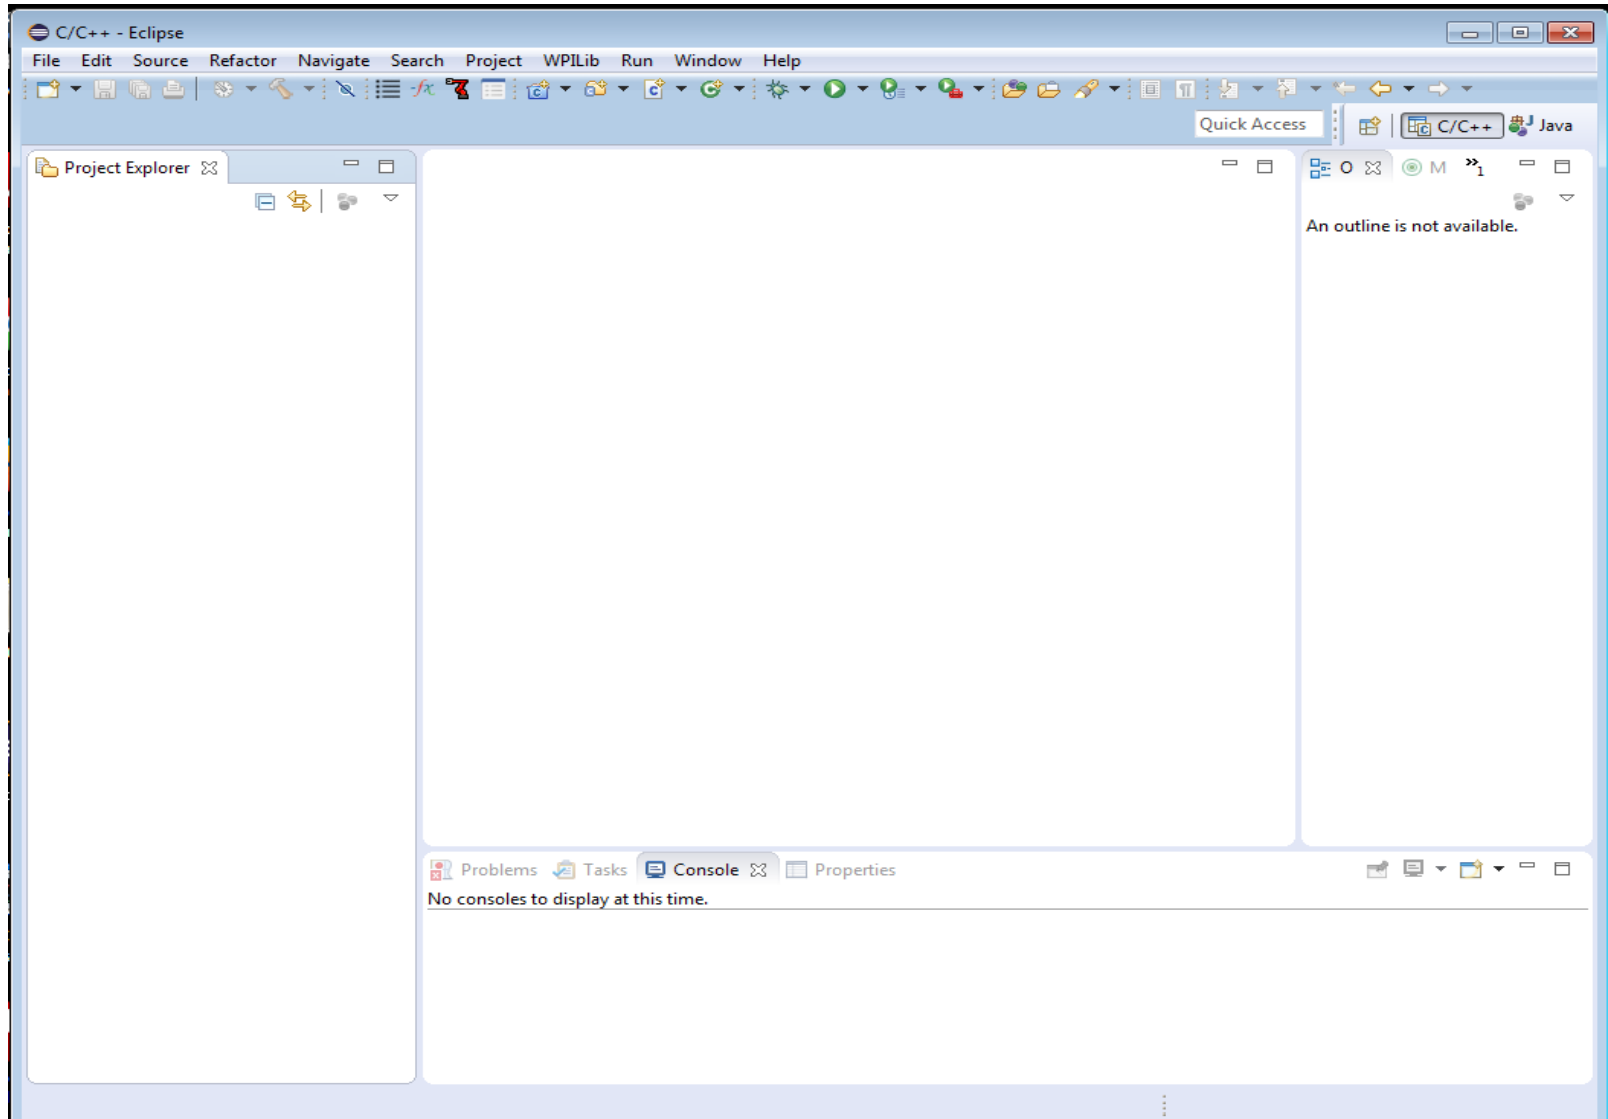 C/C++ - Eclipse
File Edit Source Refactor Navigate Search Project WPILib Run Window Help
Quick Access
C/C++
Java
Project Explorer
O
M
»1
An outline is not available.
Problems
Tasks
Console
Properties
No consoles to display at this time.